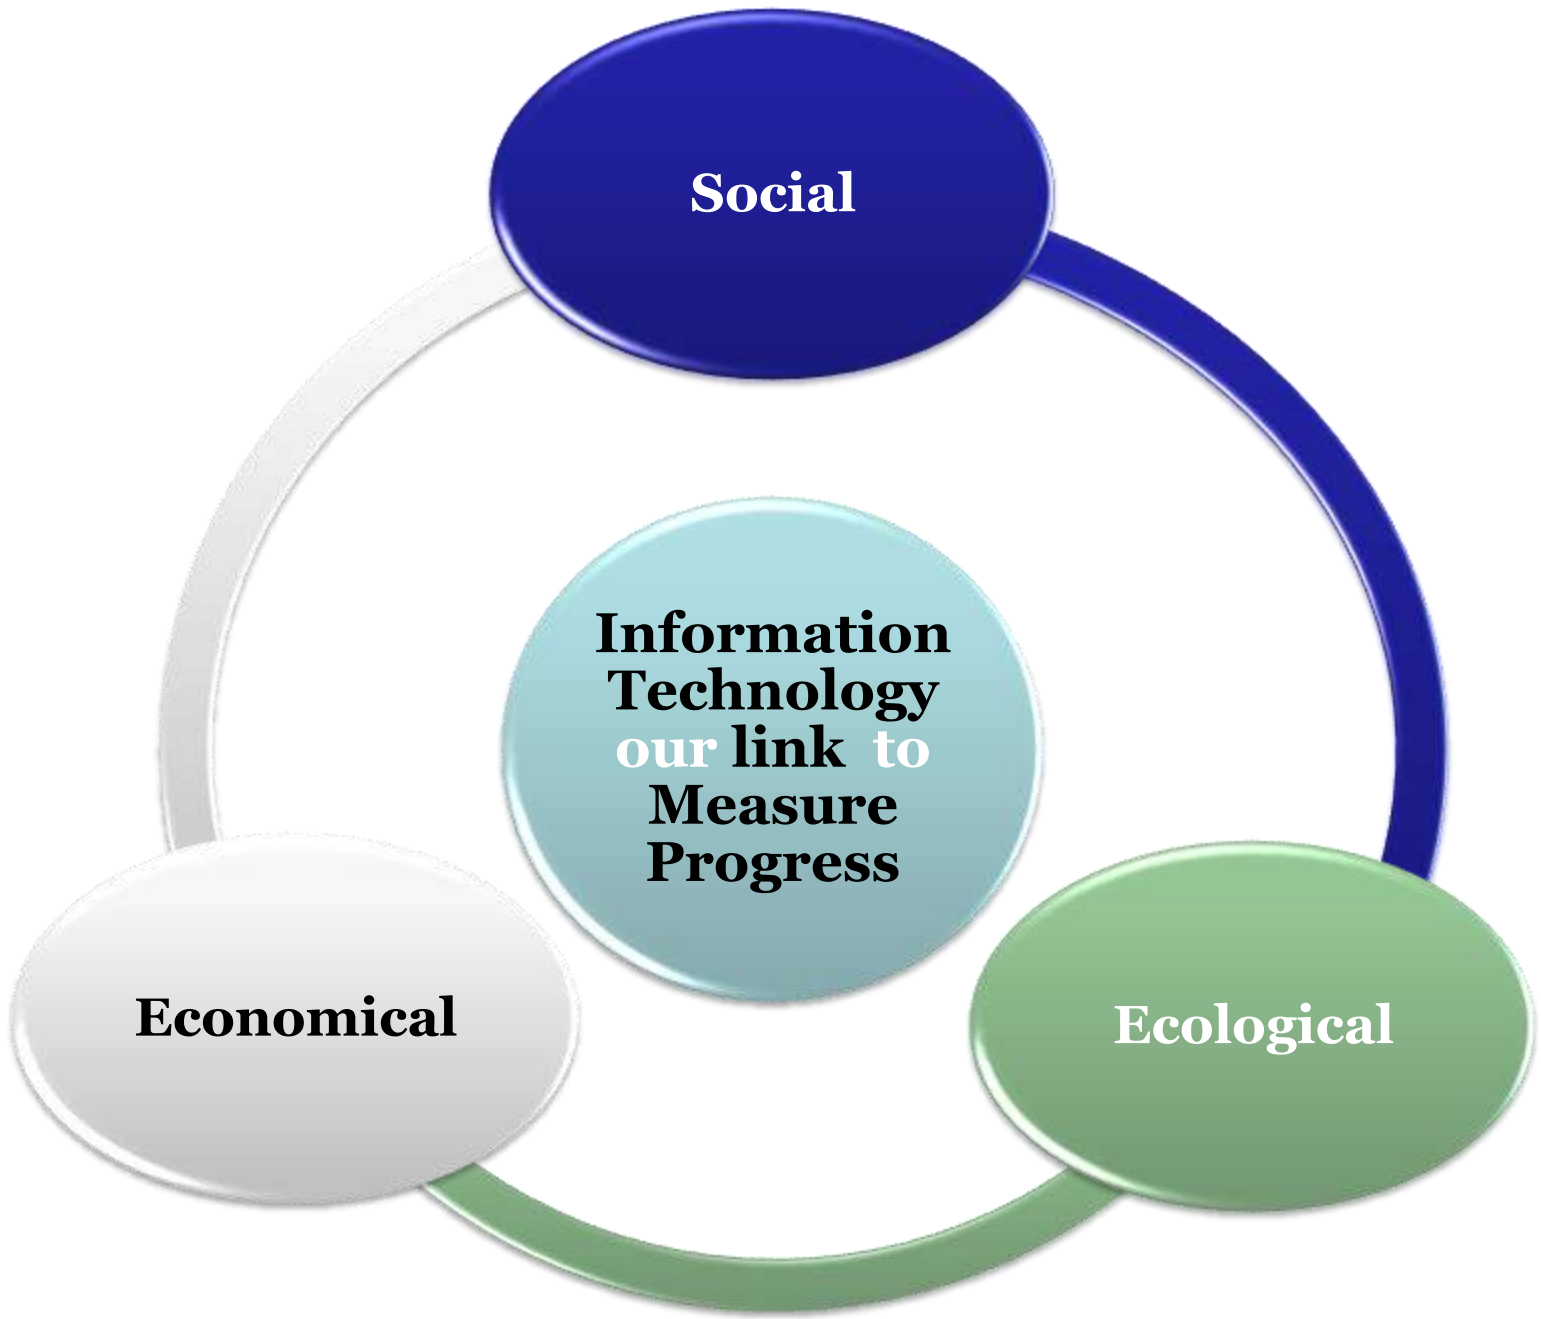 Social
Information
Technology
our link to
Measure
Progress
Economical
Ecological